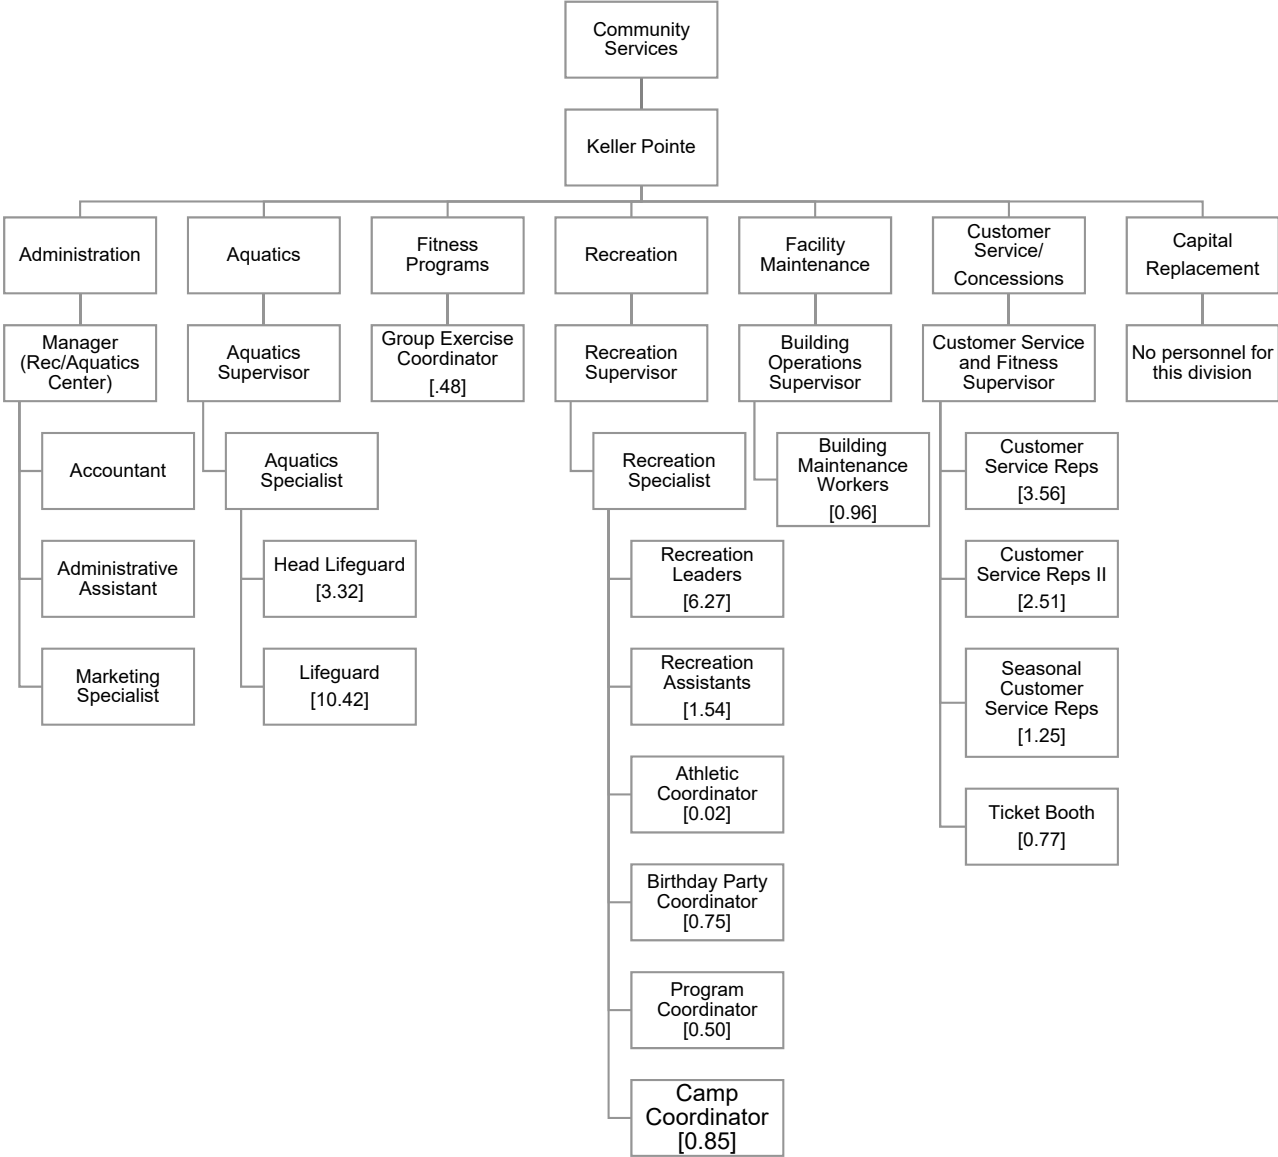 Community
Services
Keller Pointe
Administration
Aquatics
Fitness
Programs
Recreation
Facility
Maintenance
Customer
Service/
Concessions
Capital
Replacement
Manager
(Rec/Aquatics
Center)
Aquatics
Supervisor
Group Exercise
Coordinator
[.48]
Recreation
Supervisor
Building
Operations
Supervisor
Customer Service
and Fitness
Supervisor
No personnel for
this division
Accountant
Administrative
Assistant
Marketing
Specialist
Aquatics
Specialist
Head Lifeguard
[3.32]
Lifeguard
[10.42]
Recreation
Specialist
Recreation
Leaders
[6.27]
Recreation
Assistants
[1.54]
Athletic
Coordinator
[0.02]
Birthday Party
Coordinator
[0.75]
Program
Coordinator
[0.50]
Camp
Coordinator
[0.85]
Building
Maintenance
Workers
[0.96]
Customer
Service Reps
[3.56]
Customer
Service Reps II
[2.51]
Seasonal
Customer
Service Reps
[1.25]
Ticket Booth
[0.77]